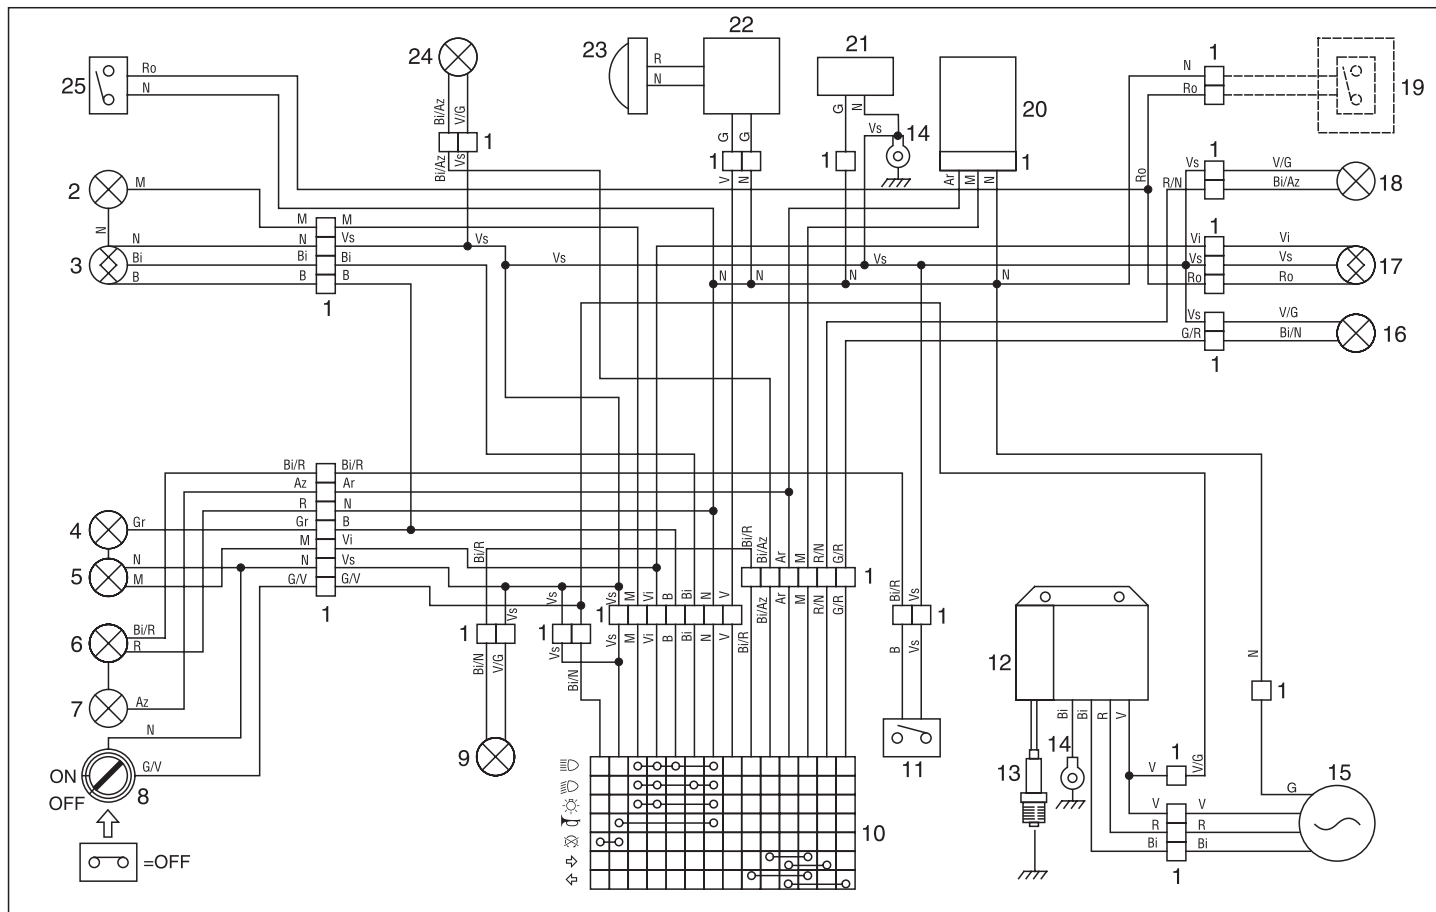 24
22
23
21
1
19
25
Ro
N
R
N
N
Ro
Bi/Az
V/G
1
Bi/Az
Vs
G
G
1
V
N
G
N
Vs
14
1
20
1
Ar
M
N
Ro
1
Vs
V/G
R/N
Bi/Az
18
2
M
N
3
N
Bi
B
M
N
Bi
B
M
Vs
Bi
B
1
Vs
Vs
Vs
N
N
N
N
1
Vi
Vs
Ro
Vi
Vs
Ro
17
Vs
G/R
V/G
Bi/N
16
1
Bi/R
Az
R
Gr
M
N
G/V
Bi/R
Ar
N
B
Vi
Vs
G/V
1
4
Gr
5
N
M
6
Bi/R
R
7
Az
N
ON
OFF
G/V
8
=OFF
Bi/R
Vs
1
Bi/N
V/G
9
Vs
1
Vs
Bi/N
1
Vs
M
Vi
B
Bi
N
V
Vs
M
Vi
B
Bi
N
V
Bi/R
Bi/R
Bi/Az
Ar
M
R/N
G/R
1
Bi/Az
Ar
M
R/N
G/R
10
Bi/R
Vs
1
B
Vs
11
12
Bi
Bi
R
V
13
14
N
1
V
1
V/G
V
R
Bi
V
R
Bi
1
G
15